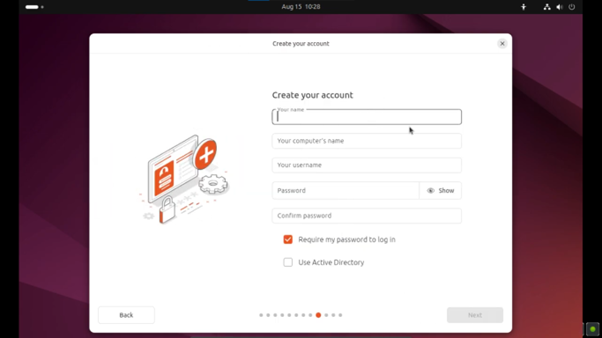 Aug 15 10:28
Create your account
Create your account
Your name
Your computer's name
Your username
Password
Show
Confirm password
Require my password to log in
Use Active Directory
Back
Next